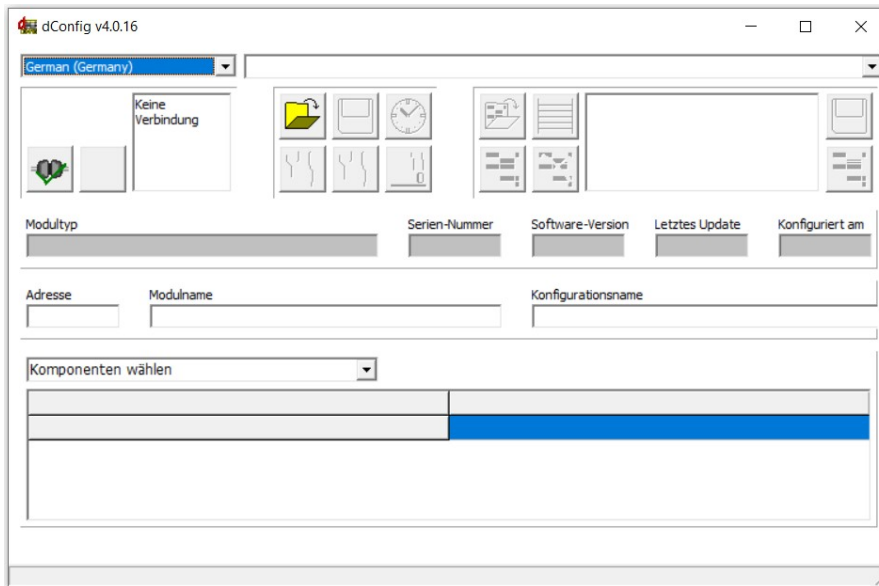 dConfig v4.0.16
German (Germany)
Keine
Verbindung
Modultyp
Serien-Nummer
Software-Version
Letztes Update
Konfiguriert am
Adresse
Modulname
Konfigurationsname
Komponenten wählen